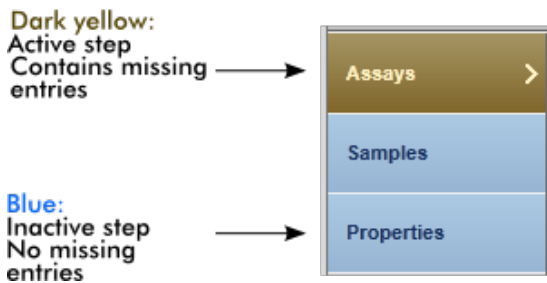 Dark yellow:
Active step
Contains missing
entries
Assays
Samples
Blue:
Inactive step
No missing
entries
Properties